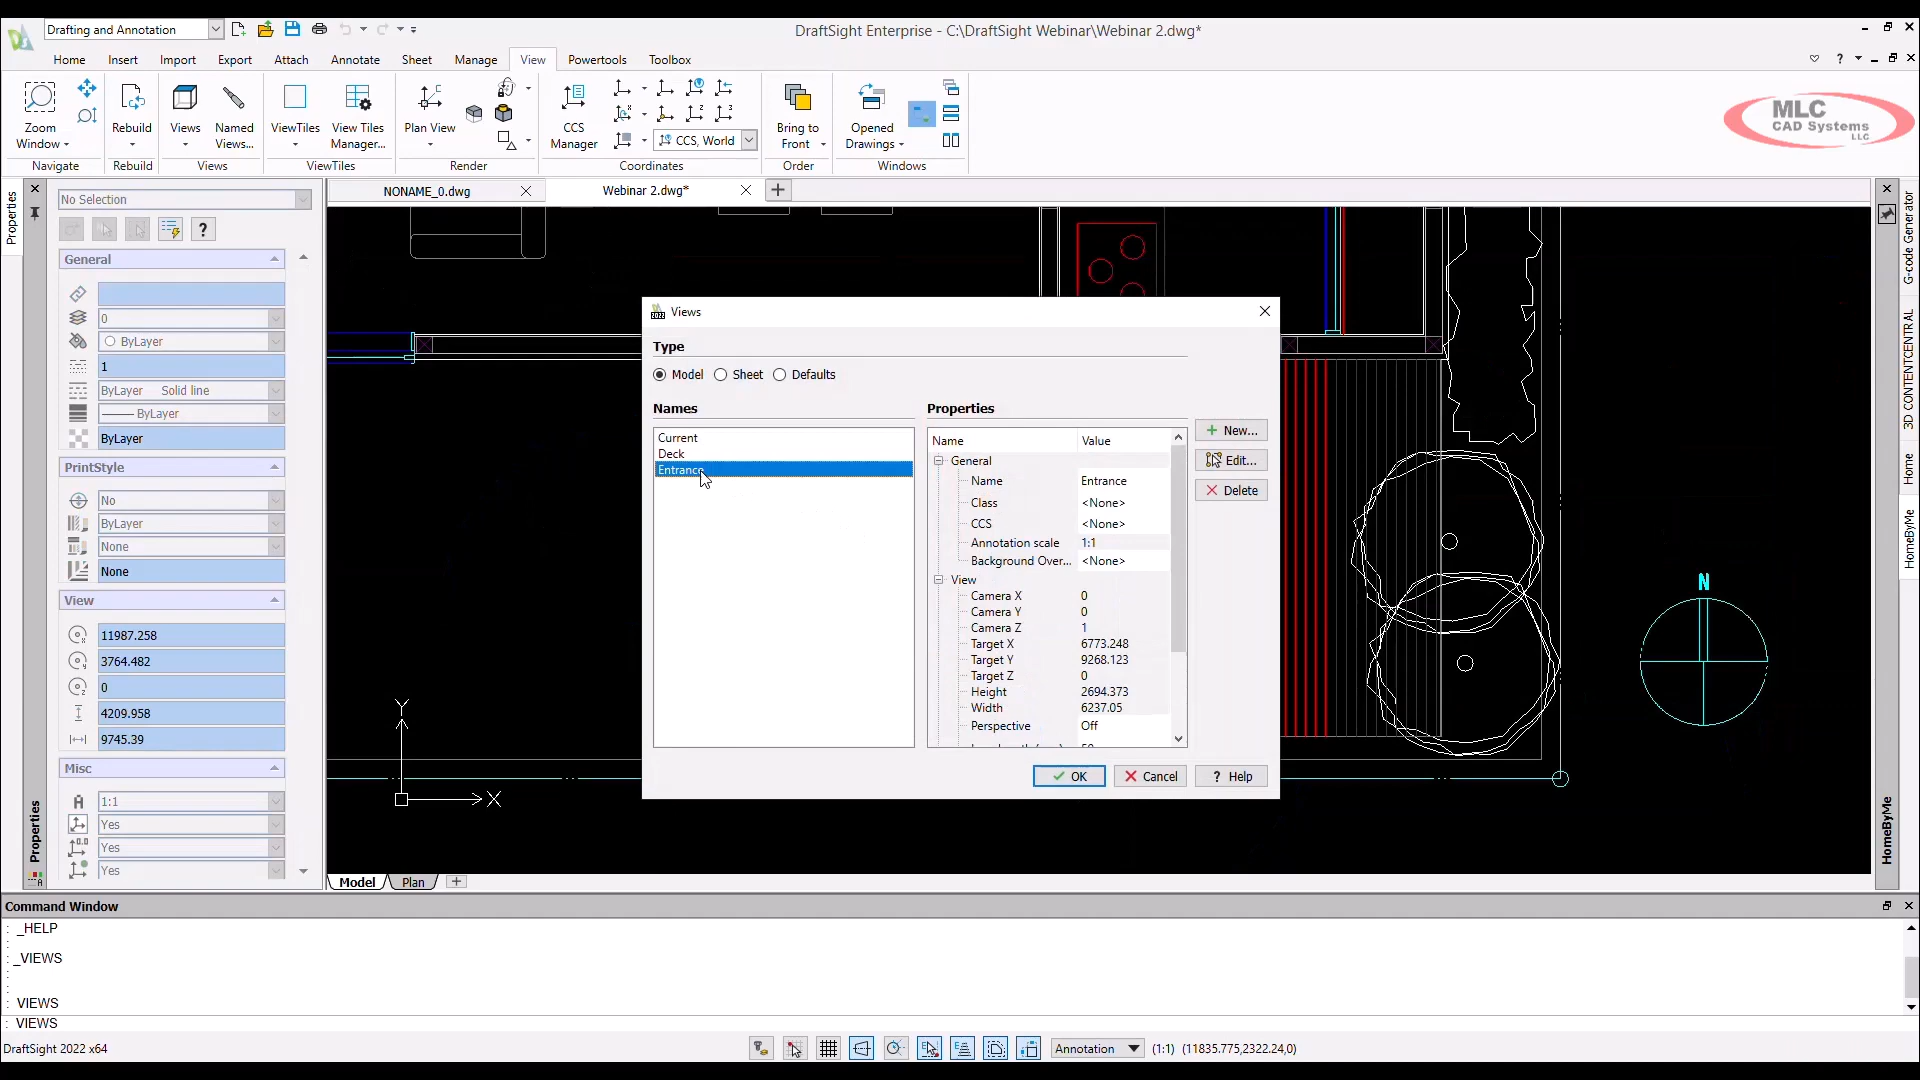 Drafting and Annotation
DraftSight Enterprise - C:\DraftSight Webinar\Webinar 2.dwg*
Home Insert Import Export Attach Annotate Sheet Manage View Powertools Toolbox
Zoom Window
Rebuild
Views
Named Views...
ViewTiles
View Tiles Manager...
Plan View
CCS Manager
CCS, World
Bring to Front
Opened Drawings
Navigate Rebuild Views ViewTiles Render Coordinates Order Windows
MLC
CAD Systems
LLC
NONAME_0.dwg
Webinar 2.dwg*
Properties
No Selection
General
0
ByLayer
1
ByLayer Solid line
ByLayer
ByLayer
PrintStyle
No
ByLayer
None
None
View
11987.258
3764.482
0
4209.958
9745.39
Misc
1:1
Yes
Yes
Yes
Properties
Views
Type
Model Sheet Defaults
Names
Current
Deck
Entrance
Properties
Name Value
General
Name Entrance
Class <None>
CCS <None>
Annotation scale 1:1
Background Over... <None>
View
Camera X 0
Camera Y 0
Camera Z 1
Target X 6773.248
Target Y 9268.123
Target Z 0
Height 2694.373
Width 6237.05
Perspective Off
New...
Edit...
Delete
OK
Cancel
? Help
N
Y
X
G-code Generator
3D CONTENTCENTRAL
Home
HomeByMe
HomeByMe
Model
Plan
Command Window
: _HELP
:
: _VIEWS
:
:
: VIEWS
: VIEWS
DraftSight 2022 x64
Annotation
(1:1) (11835.775,2322.24,0)